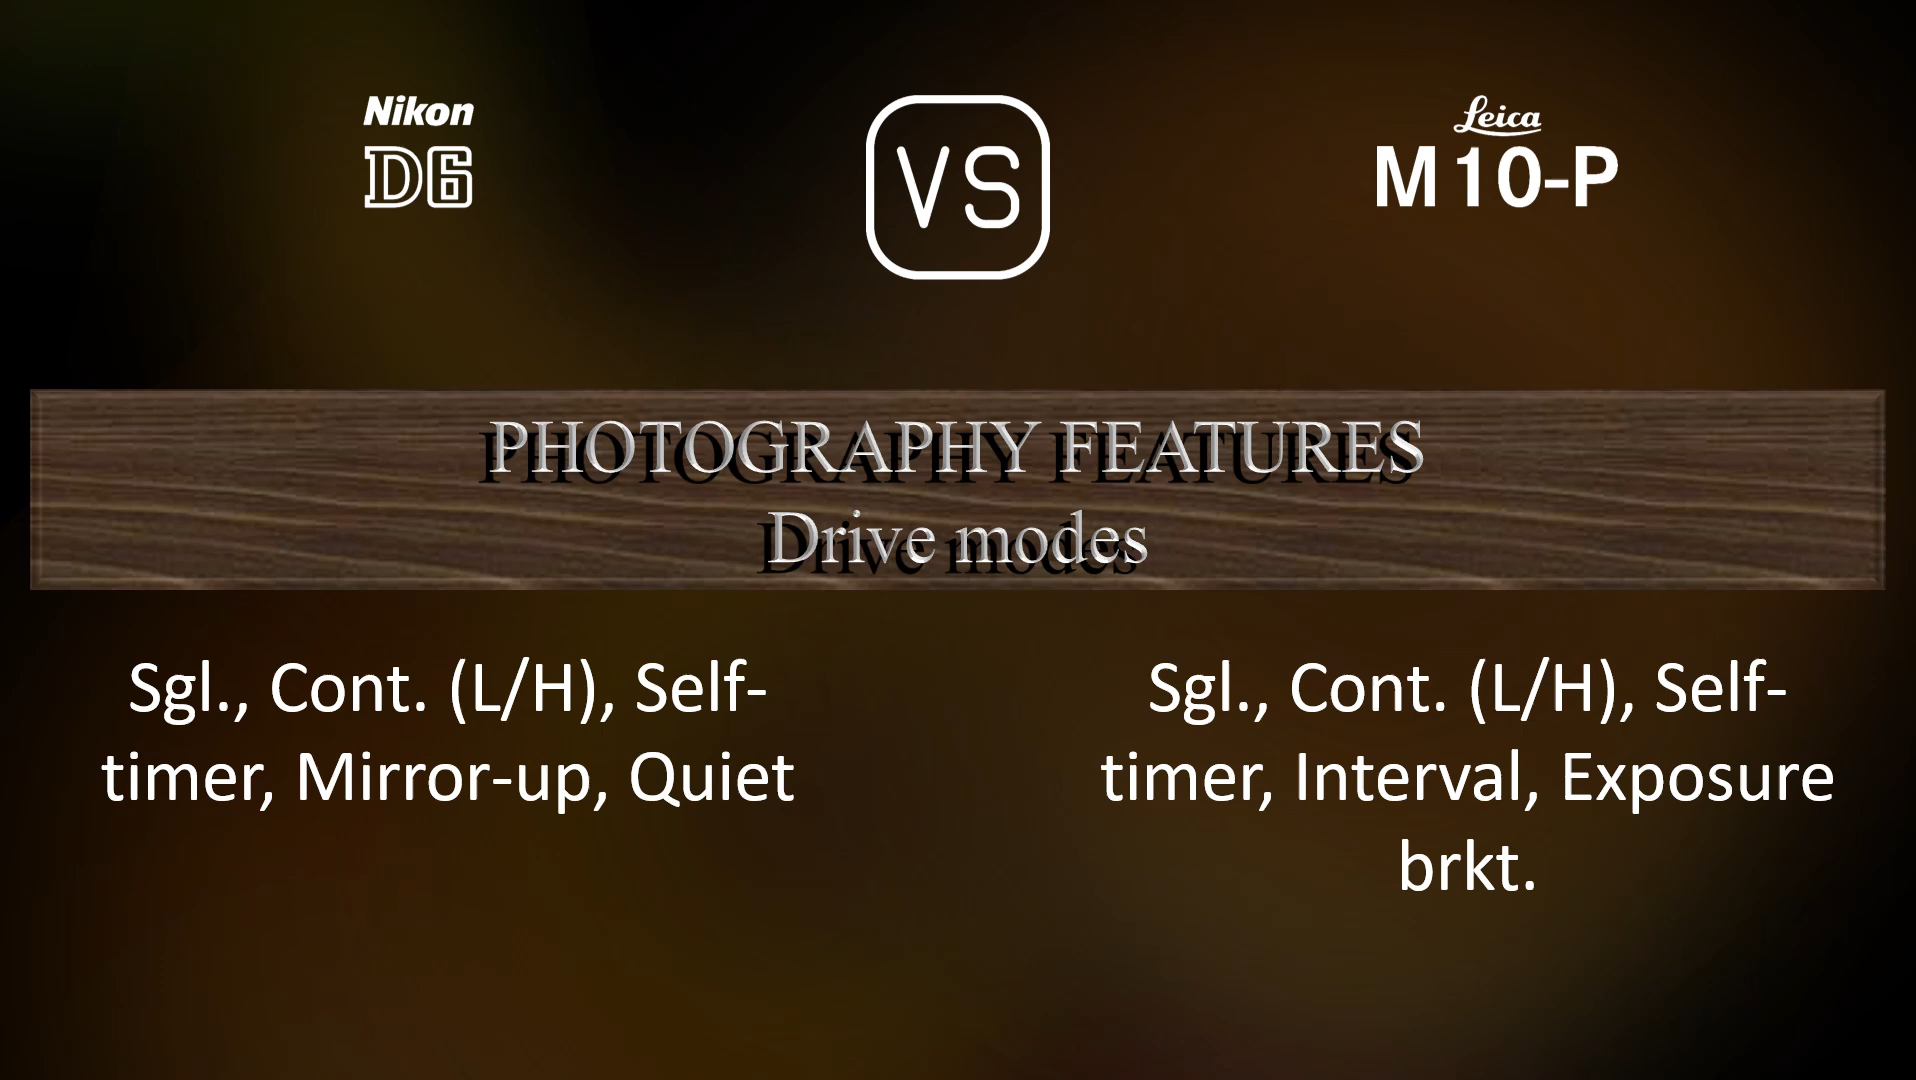 Nikon
D6
VS
Leica
M10-P
PHOTOGRAPHY FEATURES
Drive modes
Sgl., Cont. (L/H), Self-
timer, Mirror-up, Quiet
Sgl., Cont. (L/H), Self-
timer, Interval, Exposure
brkt.